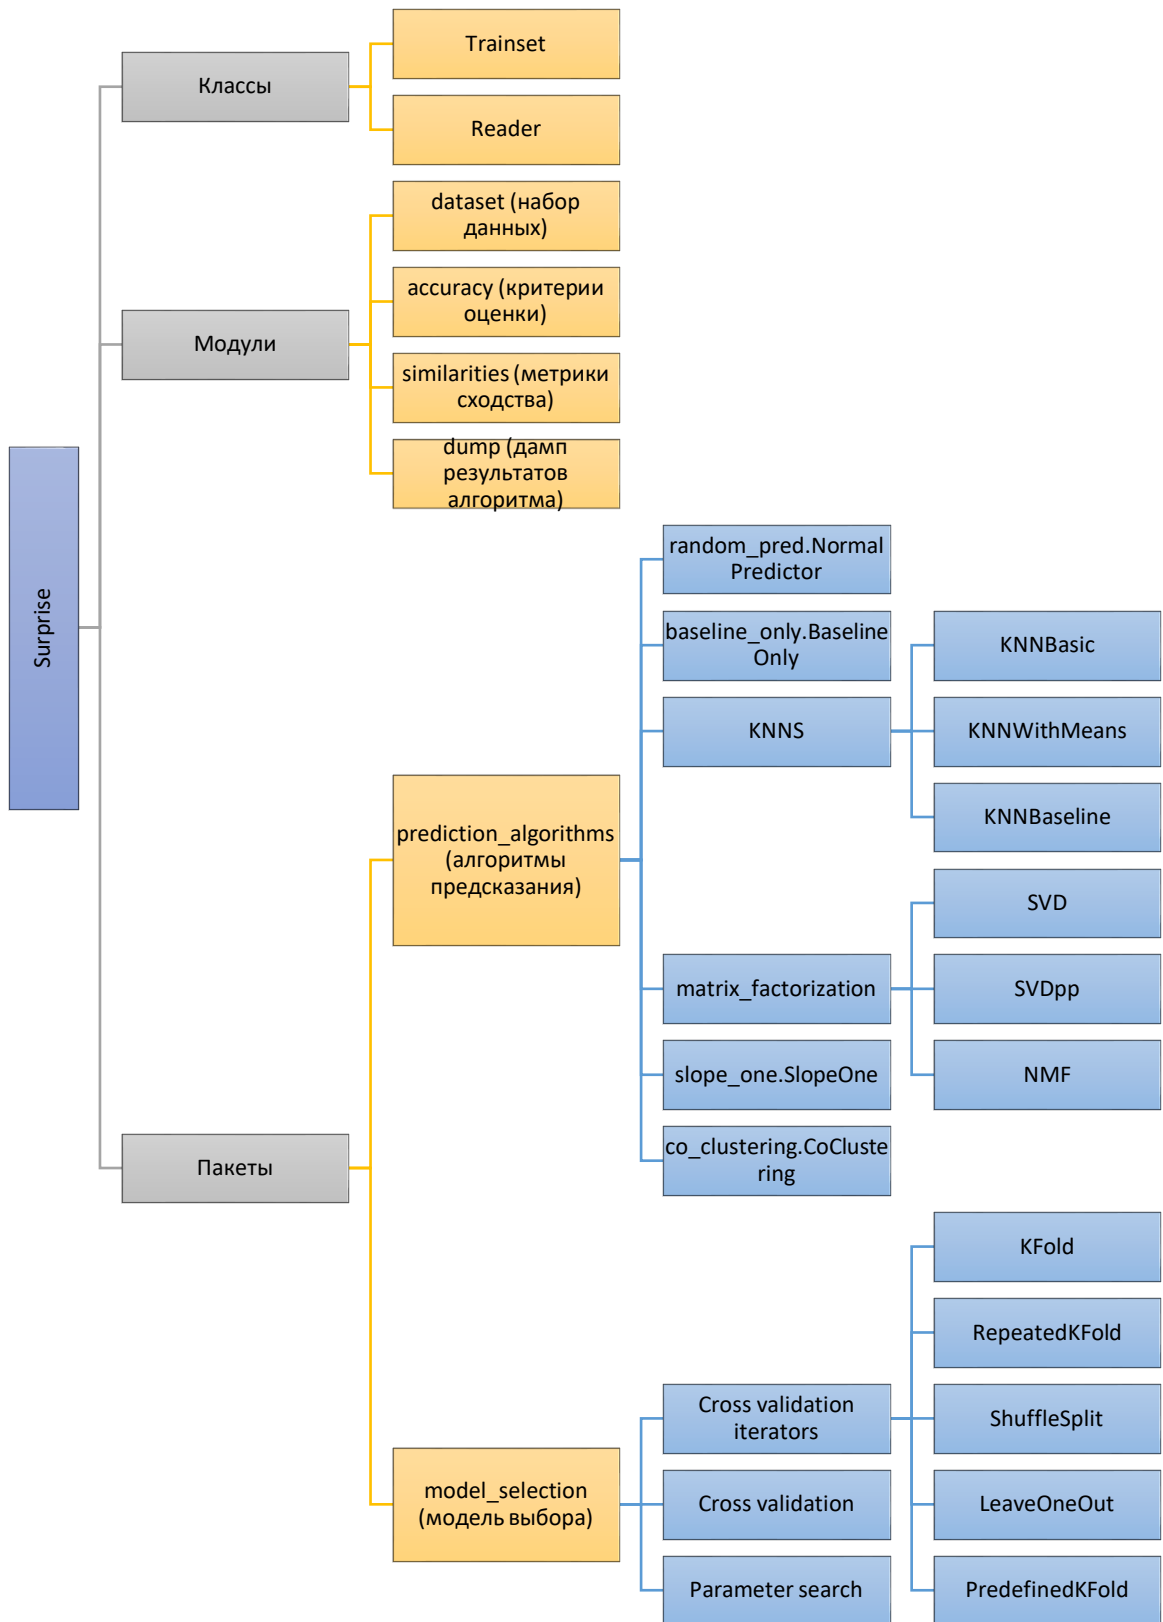 Surprise
Классы
Trainset
Reader
Модули
dataset (набор
данных)
accuracy (критерии
оценки)
similarities (метрики
сходства)
dump (дамп
результатов
алгоритма)
Пакеты
prediction_algorithms
(алгоритмы
предсказания)
random_pred.Normal
Predictor
baseline_only.Baseline
Only
KNNS
KNNBasic
KNNWithMeans
KNNBaseline
matrix_factorization
SVD
SVDpp
NMF
slope_one.SlopeOne
co_clustering.CoCluste
ring
model_selection
(модель выбора)
Cross validation
iterators
KFold
RepeatedKFold
ShuffleSplit
LeaveOneOut
PredefinedKFold
Cross validation
Parameter search